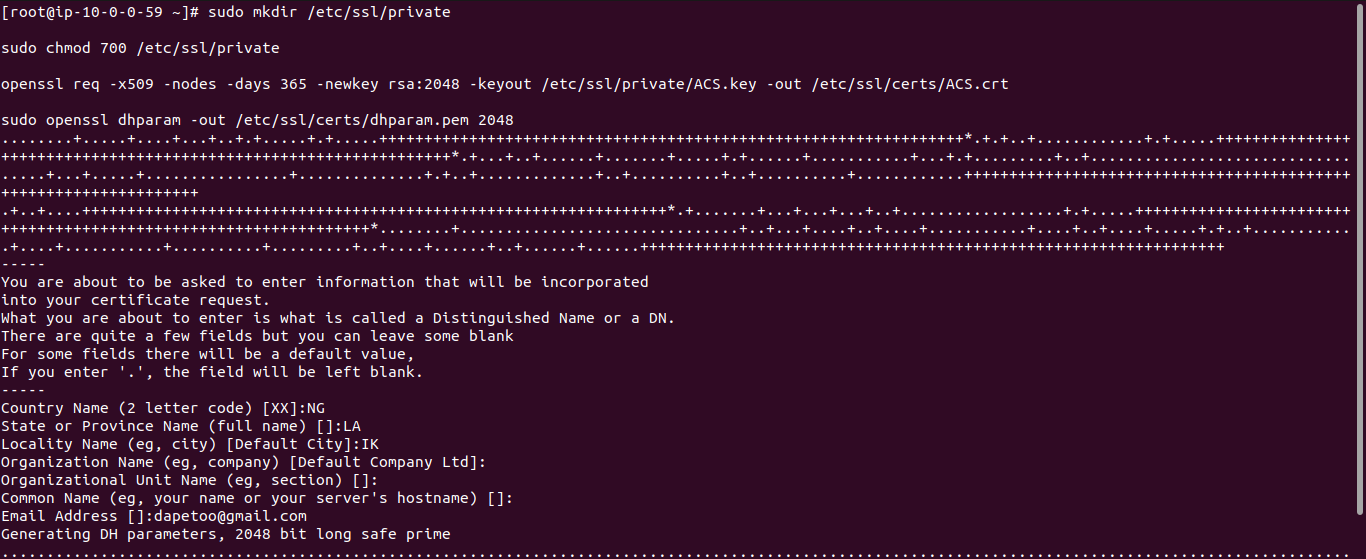 [root@ip-10-0-0-59 ~]# sudo mkdir /etc/ssl/private
sudo chmod 700 /etc/ssl/private
openssl req -x509 -nodes -days 365 -newkey rsa:2048 -keyout /etc/ssl/private/ACS.key -out /etc/ssl/certs/ACS.crt
sudo openssl dhparam -out /etc/ssl/certs/dhparam.pem 2048
-----
You are about to be asked to enter information that will be incorporated
into your certificate request.
What you are about to enter is what is called a Distinguished Name or a DN.
There are quite a few fields but you can leave some blank
For some fields there will be a default value,
If you enter '.', the field will be left blank.
-----
Country Name (2 letter code) [XX]:NG
State or Province Name (full name) []:LA
Locality Name (eg, city) [Default City]:IK
Organization Name (eg, company) [Default Company Ltd]:
Organizational Unit Name (eg, section) []:
Common Name (eg, your name or your server's hostname) []:
Email Address []:dapetoo@gmail.com
Generating DH parameters, 2048 bit long safe prime